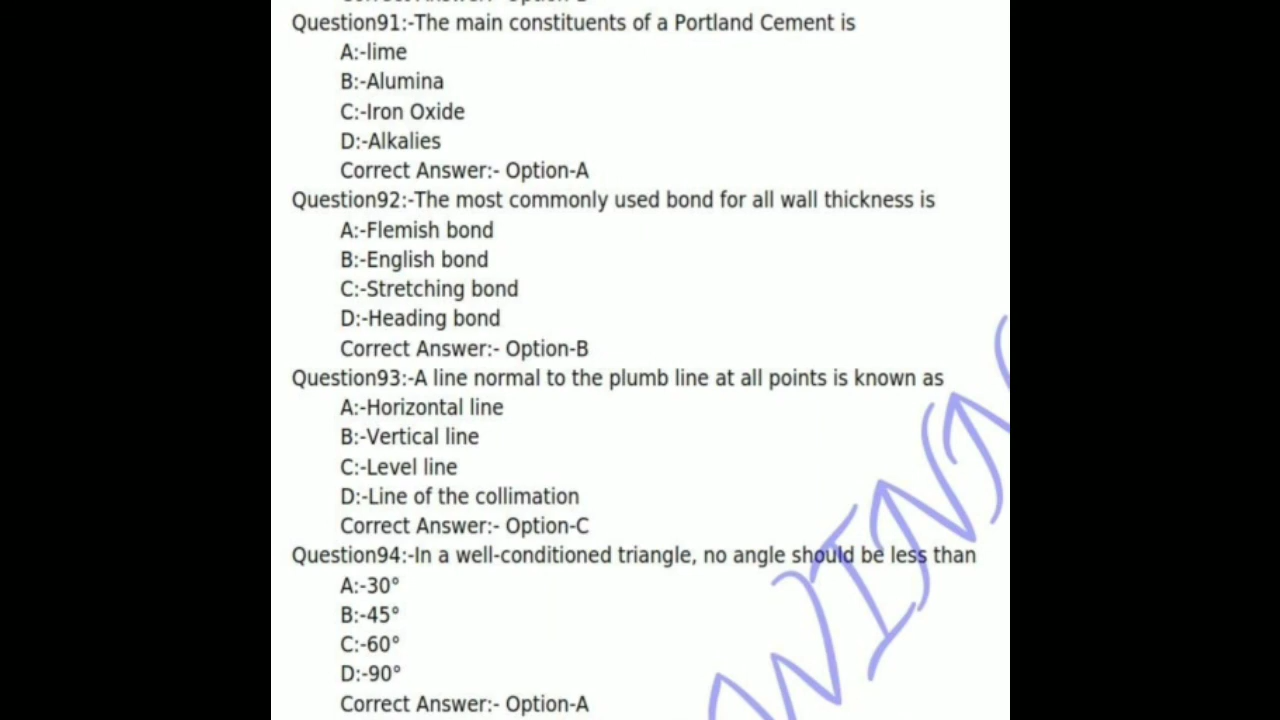 Question91:-The main constituents of a Portland Cement is
A:-lime
B:-Alumina
C:-Iron Oxide
D:-Alkalies
Correct Answer:- Option-A
Question92:-The most commonly used bond for all wall thickness is
A:-Flemish bond
B:-English bond
C:-Stretching bond
D:-Heading bond
Correct Answer:- Option-B
Question93:-A line normal to the plumb line at all points is known as
A:-Horizontal line
B:-Vertical line
C:-Level line
D:-Line of the collimation
Correct Answer:- Option-C
Question94:-In a well-conditioned triangle, no angle should be less than
A:-30°
B:-45°
C:-60°
D:-90°
Correct Answer:- Option-A